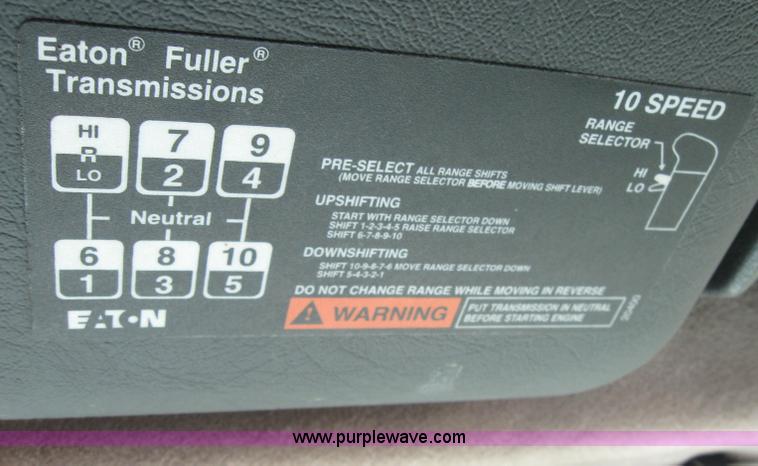 Eaton® Fuller®
Transmissions
10 SPEED
RANGE
SELECTOR
HI
LO
HI
R
LO
7
2
9
4
Neutral
6
1
8
3
10
5
PRE-SELECT ALL RANGE SHIFTS
(MOVE RANGE SELECTOR BEFORE MOVING SHIFT LEVER)
UPSHIFTING
START WITH RANGE SELECTOR DOWN
SHIFT 1-2-3-4-5 RAISE RANGE SELECTOR
SHIFT 6-7-8-9-10
DOWNSHIFTING
SHIFT 10-9-8-7-6 MOVE RANGE SELECTOR DOWN
SHIFT 5-4-3-2-1
DO NOT CHANGE RANGE WHILE MOVING IN REVERSE
WARNING
PUT TRANSMISSION IN NEUTRAL
BEFORE STARTING ENGINE
EATON
www.purplewave.com